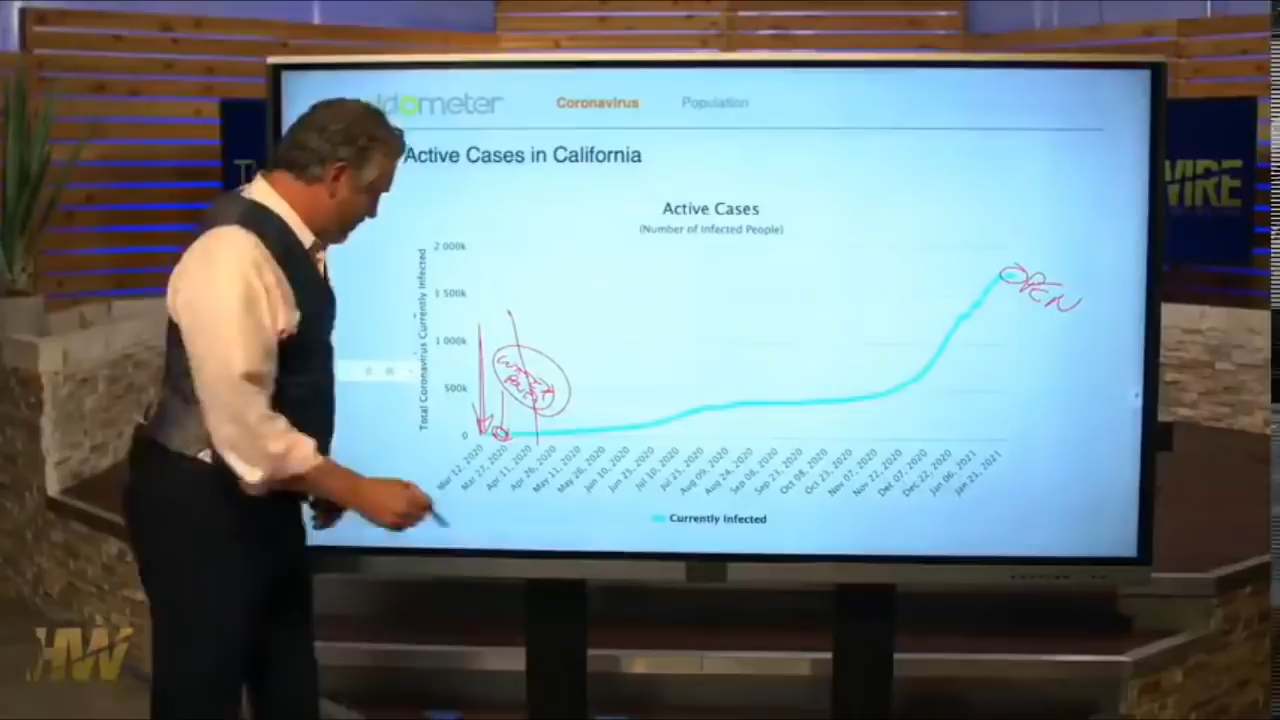 ldometer Coronavirus Population
Th
WIRE
Active Cases in California
Active Cases
(Number of Infected People)
Total Coronavirus Currently Infected
2 000k
1 500k
1 000k
500k
0
OPEN
Mar 12, 2020
Mar 27, 2020
Apr 11, 2020
Apr 26, 2020
May 11, 2020
May 26, 2020
Jun 10, 2020
Jun 25, 2020
Jul 10, 2020
Jul 25, 2020
Aug 09, 2020
Aug 24, 2020
Sep 08, 2020
Sep 23, 2020
Oct 08, 2020
Oct 23, 2020
Nov 07, 2020
Nov 22, 2020
Dec 07, 2020
Dec 22, 2020
Jan 06, 2021
Jan 21, 2021
Currently Infected
HW